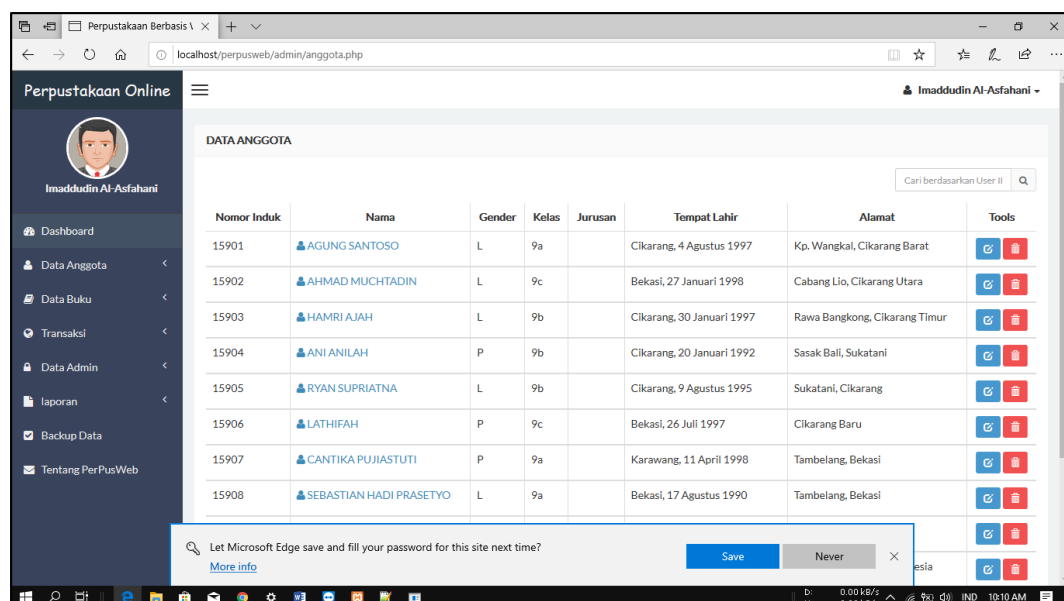 Perpustakaan Berbasis \
localhost/perpusweb/admin/anggota.php
Perpustakaan Online
Imaddudin Al-Asfahani
Imaddudin Al-Asfahani
Dashboard
Data Anggota
Data Buku
Transaksi
Data Admin
laporan
Backup Data
Tentang PerPusWeb
DATA ANGGOTA
Cari berdasarkan User II
Nomor Induk Nama Gender Kelas Jurusan Tempat Lahir Alamat Tools
15901 AGUNG SANTOSO L 9a Cikarang, 4 Agustus 1997 Kp. Wangkal, Cikarang Barat
15902 AHMAD MUCHTADIN L 9c Bekasi, 27 Januari 1998 Cabang Lio, Cikarang Utara
15903 HAMRI AJAH L 9b Cikarang, 30 Januari 1997 Rawa Bangkong, Cikarang Timur
15904 ANI ANILAH P 9b Cikarang, 20 Januari 1992 Sasak Bali, Sukatani
15905 RYAN SUPRIATNA L 9b Cikarang, 9 Agustus 1995 Sukatani, Cikarang
15906 LATHIFAH P 9c Bekasi, 26 Juli 1997 Cikarang Baru
15907 CANTIKA PUJIASTUTI P 9a Karawang, 11 April 1998 Tambelang, Bekasi
15908 SEBASTIAN HADI PRASETYO L 9a Bekasi, 17 Agustus 1990 Tambelang, Bekasi
esia
Let Microsoft Edge save and fill your password for this site next time?
More info
Save
Never
D: 0.00 kB/s
IND 10:10 AM